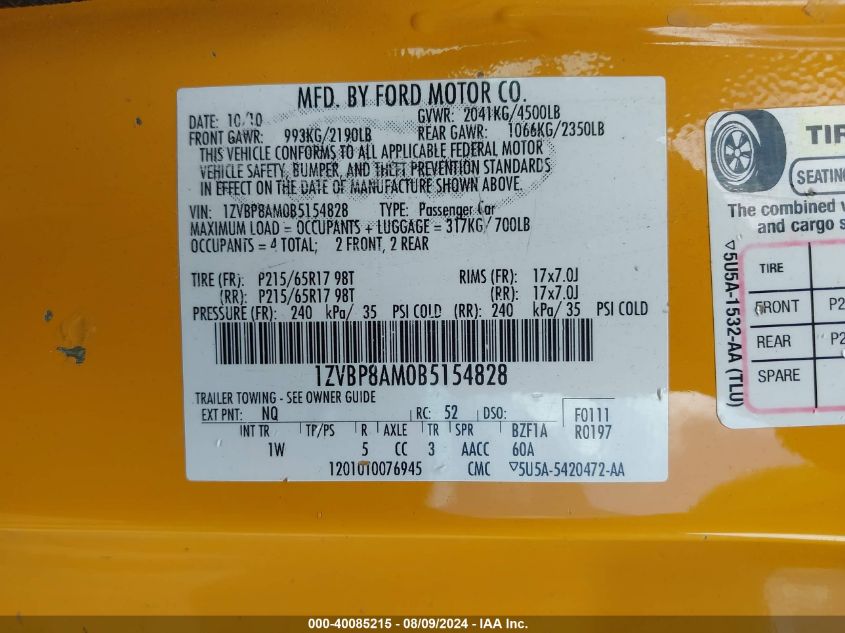 MFD. BY FORD MOTOR CO.
DATE: 10/10 GVWR: 2041KG/4500LB
FRONT GAWR: 993KG/2190LB REAR GAWR: 1066KG/2350LB
THIS VEHICLE CONFORMS TO ALL APPLICABLE FEDERAL MOTOR
VEHICLE SAFETY, BUMPER, AND THEFT PREVENTION STANDARDS
IN EFFECT ON THE DATE OF MANUFACTURE SHOWN ABOVE.
VIN: 1ZVBP8AM0B5154828 TYPE: Passenger Car
MAXIMUM LOAD = OCCUPANTS + LUGGAGE = 317KG/700LB
OCCUPANTS = 4 TOTAL; 2 FRONT, 2 REAR
TIRE (FR): P215/65R17 98T RIMS (FR): 17x7.0J
(RR): P215/65R17 98T (RR): 17x7.0J
PRESSURE (FR): 240 kPa/ 35 PSI COLD (RR): 240 kPa/ 35 PSI COLD
1ZVBP8AM0B5154828
TRAILER TOWING - SEE OWNER GUIDE
EXT PNT: NQ RC: 52 DSO: F0111
R0197
INT TR TP/PS R AXLE TR SPR BZF1A
1W 5 CC 3 AACC 60A
1201010076945 CMC ▽5U5A-5420472-AA
TIR
SEATING
The combined v
and cargo s
TIRE
FRONT P2
REAR P2
SPARE
▽5U5A-1532-AA (TLU)
000-40085215 - 08/09/2024 - IAAI Inc.